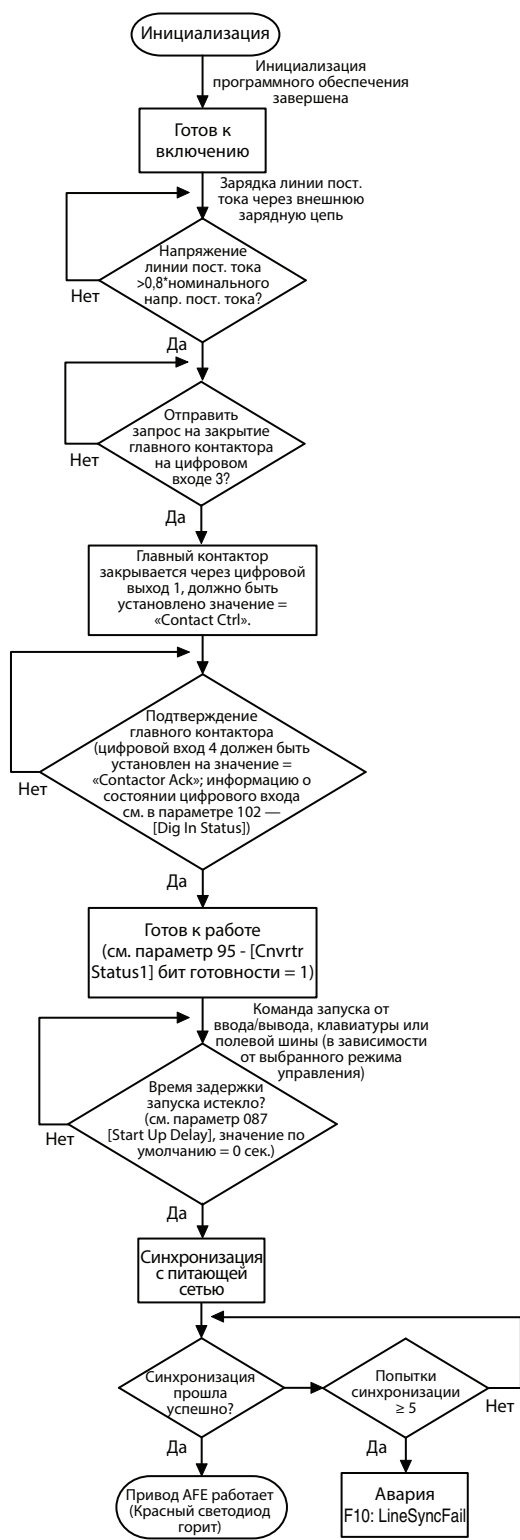 Инициализация
Инициализация
программного обеспечения
завершена
Готов к
включению
Зарядка линии пост.
тока через внешнюю
зарядную цепь
Напряжение
линии пост. тока
>0,8*номинального
напр. пост. тока?
Нет
Да
Отправить
запрос на закрытие
главного контактора
на цифровом
входе 3?
Нет
Да
Главный контактор
закрывается через цифровой
выход 1, должно быть
установлено значение =
«Contact Ctrl».
Подтверждение
главного контактора
(цифровой вход 4 должен быть
установлен на значение =
«Contactor Ack»; информацию о
состоянии цифрового входа
см. в параметре 102 —
[Dig In Status])
Нет
Да
Готов к работе
(см. параметр 95 - [Cnvrtr
Status1] бит готовности = 1)
Команда запуска от
ввода/вывода, клавиатуры или
полевой шины (в зависимости
от выбранного режима
управления)
Время задержки
запуска истекло?
(см. параметр 087
[Start Up Delay], значение по
умолчанию = 0 сек.)
Нет
Да
Синхронизация
с питающей
сетью
Синхронизация
прошла
успешно?
Попытки
синхронизации
≥ 5
Нет
Да
Да
Привод AFE работает
(Красный светодиод
горит)
Авария
F10: LineSyncFail